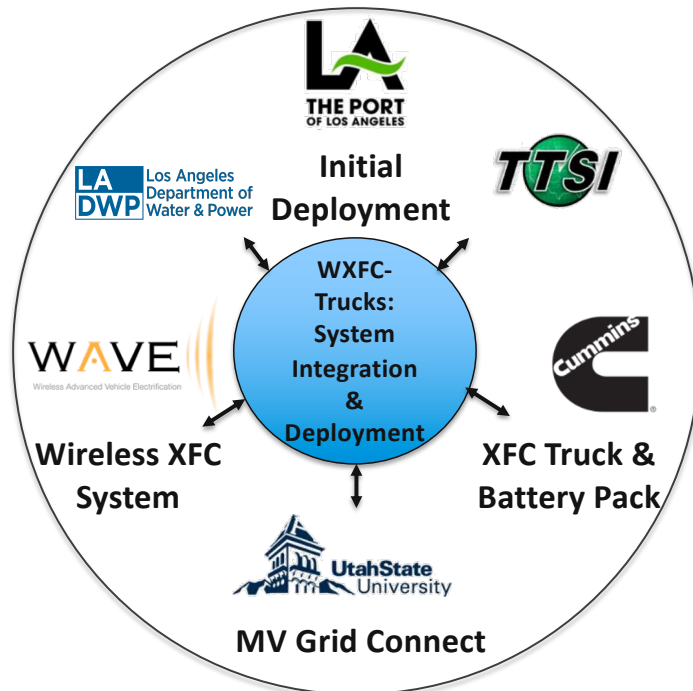 LA
THE PORT
OF LOS ANGELES
Initial
Deployment
LA
DWP
Los Angeles
Department of
Water & Power
TTSI
WXFC-
Trucks:
System
Integration
&
Deployment
WAVE
Wireless Advanced Vehicle Electrification
Wireless XFC
System
Cummins
®
XFC Truck &
Battery Pack
UtahState
University
MV Grid Connect